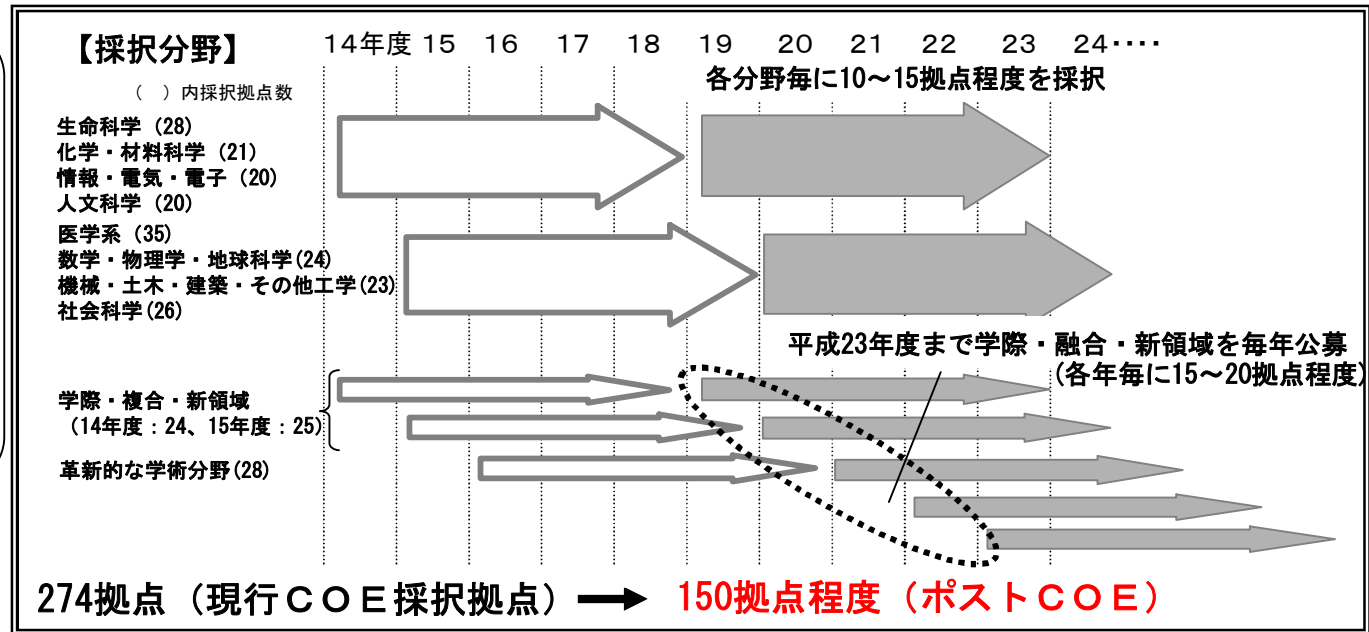 【採択分野】
14年度 15 16 17 18 19 20 21 22 23 24‥‥
( )内採択拠点数
各分野毎に10～15拠点程度を採択
生命科学(28)
化学・材料科学(21)
情報・電気・電子(20)
人文科学(20)
医学系(35)
数学・物理学・地球科学(24)
機械・土木・建築・その他工学(23)
社会科学(26)
平成23年度まで学際・融合・新領域を毎年公募
(各年毎に15～20拠点程度)
学際・複合・新領域
(14年度:24、15年度:25)
革新的な学術分野(28)
274拠点(現行ＣＯＥ採択拠点) → 150拠点程度(ポストＣＯＥ)